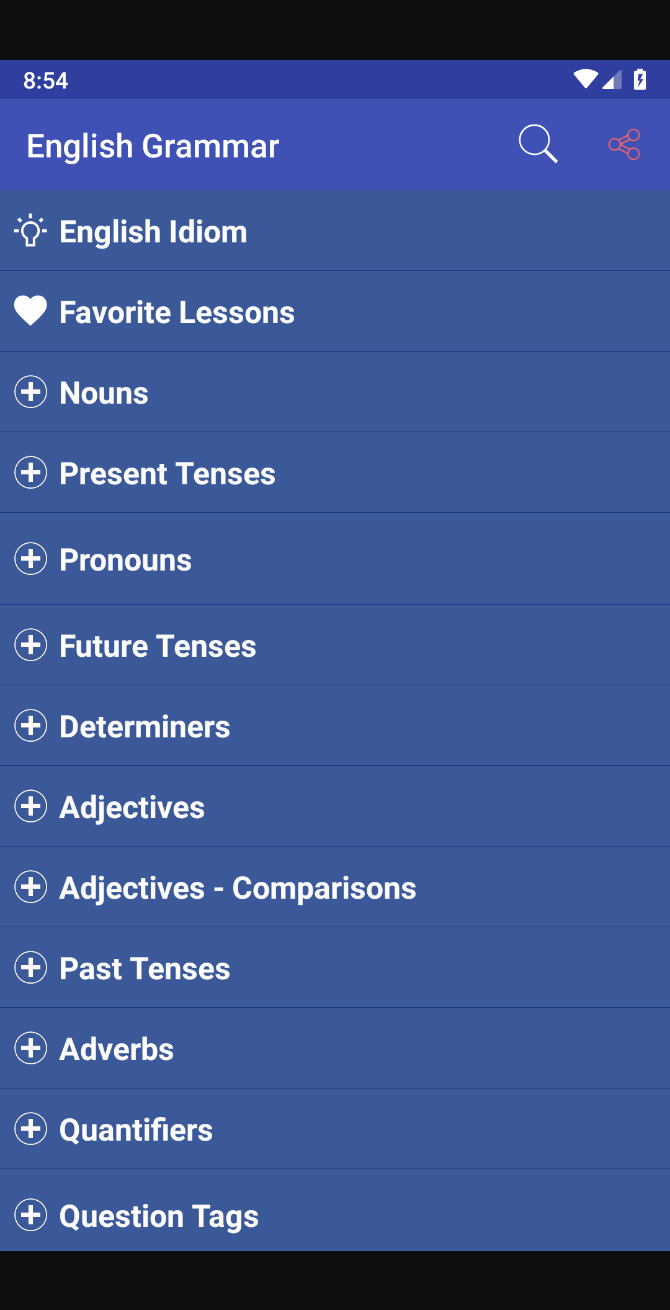 8:54
English Grammar
English Idiom
Favorite Lessons
Nouns
Present Tenses
Pronouns
Future Tenses
Determiners
Adjectives
Adjectives - Comparisons
Past Tenses
Adverbs
Quantifiers
Question Tags